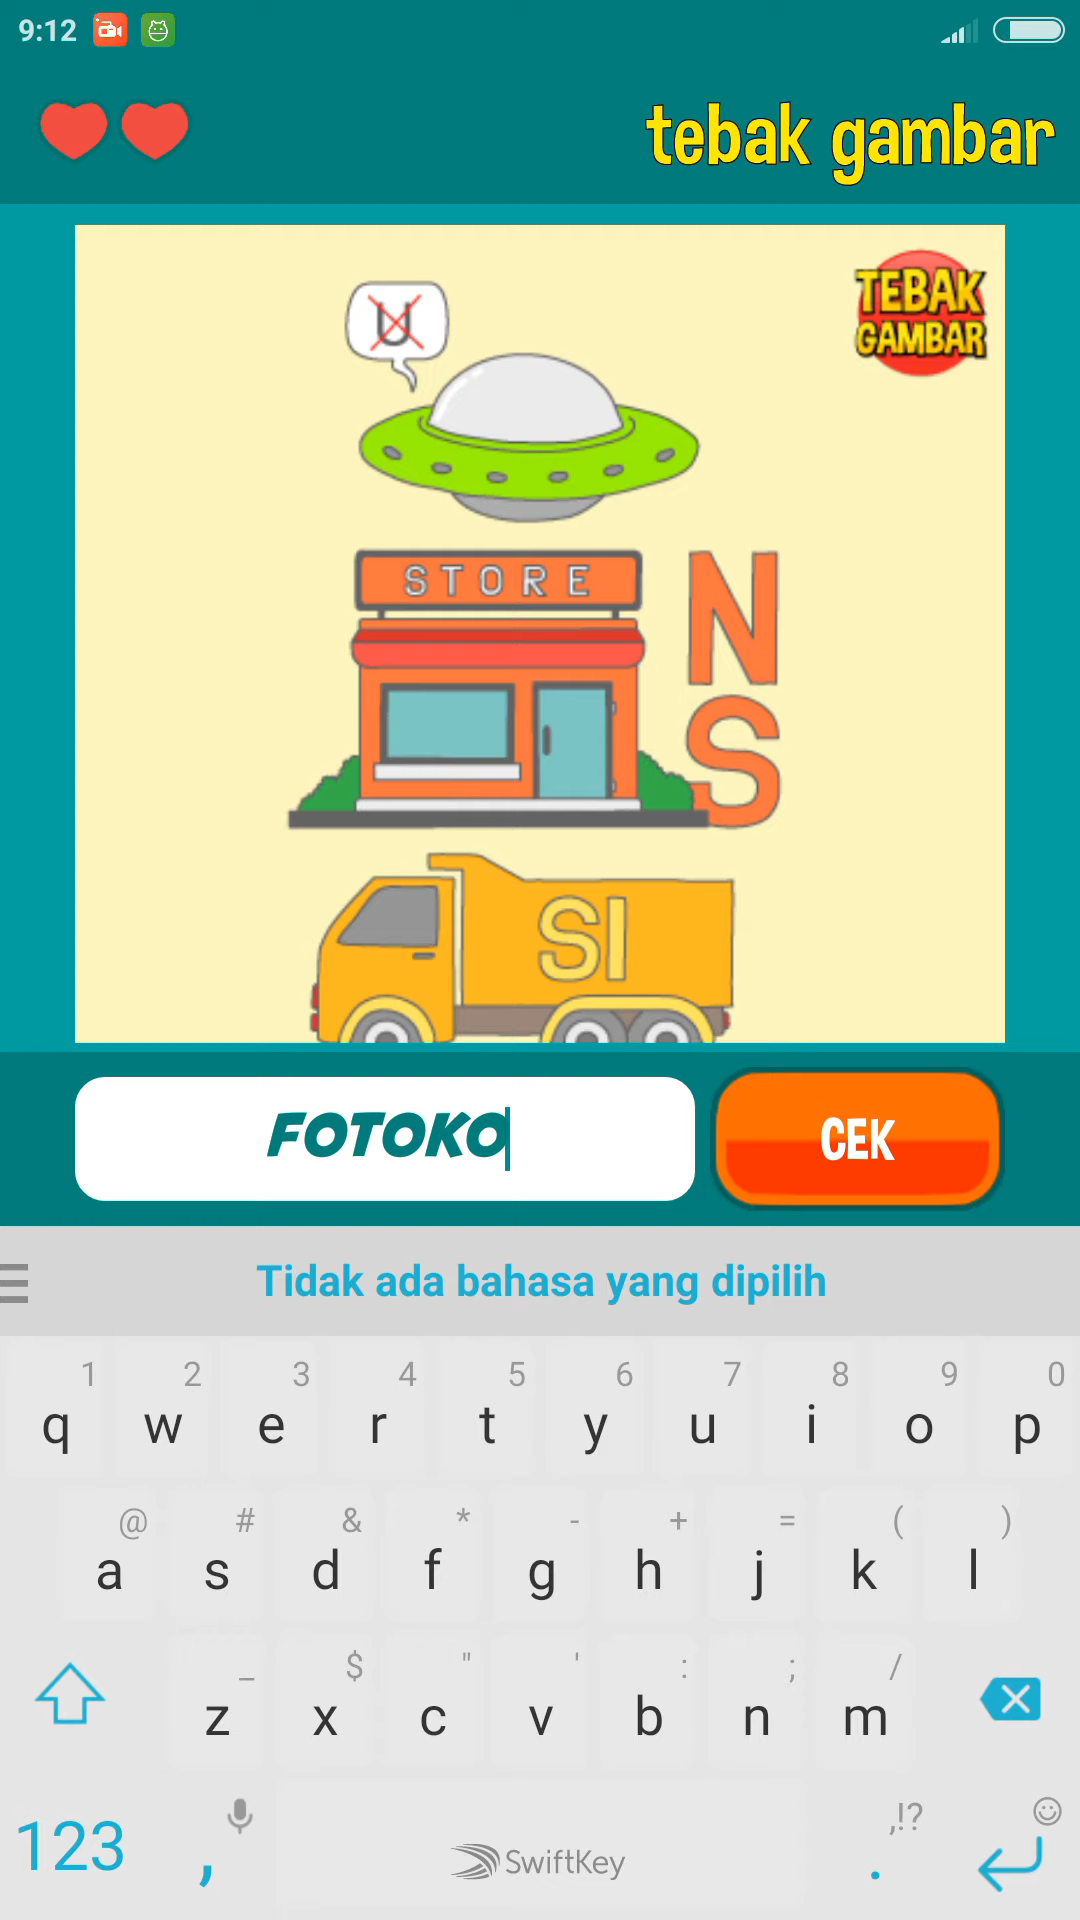 9:12
tebak gambar
U
TEBAK
GAMBAR
STORE
N
S
SI
FOTOKO
CEK
Tidak ada bahasa yang dipilih
1 2 3 4 5 6 7 8 9 0
q w e r t y u i o p
@ # & * - + = ( )
a s d f g h j k l
_ $ " ' : ; /
z x c v b n m
123 , SwiftKey ,!? .